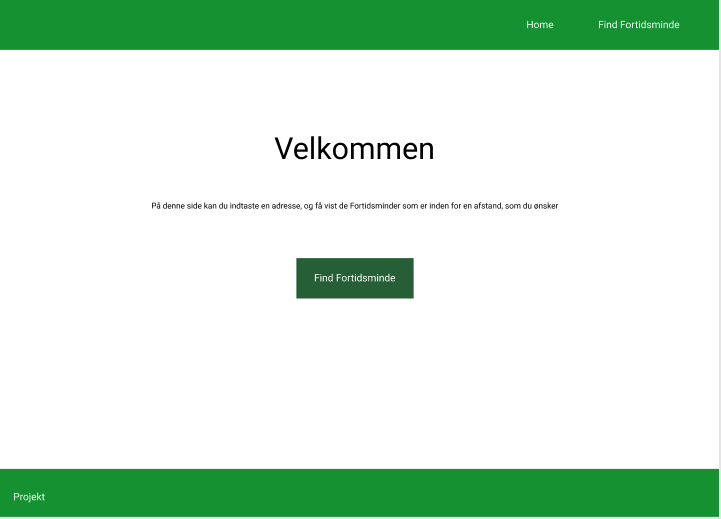 Home Find Fortidsminde
Velkommen
På denne side kan du indtaste en adresse, og få vist de Fortidsminder som er inden for en afstand, som du ønsker
Find Fortidsminde
Projekt